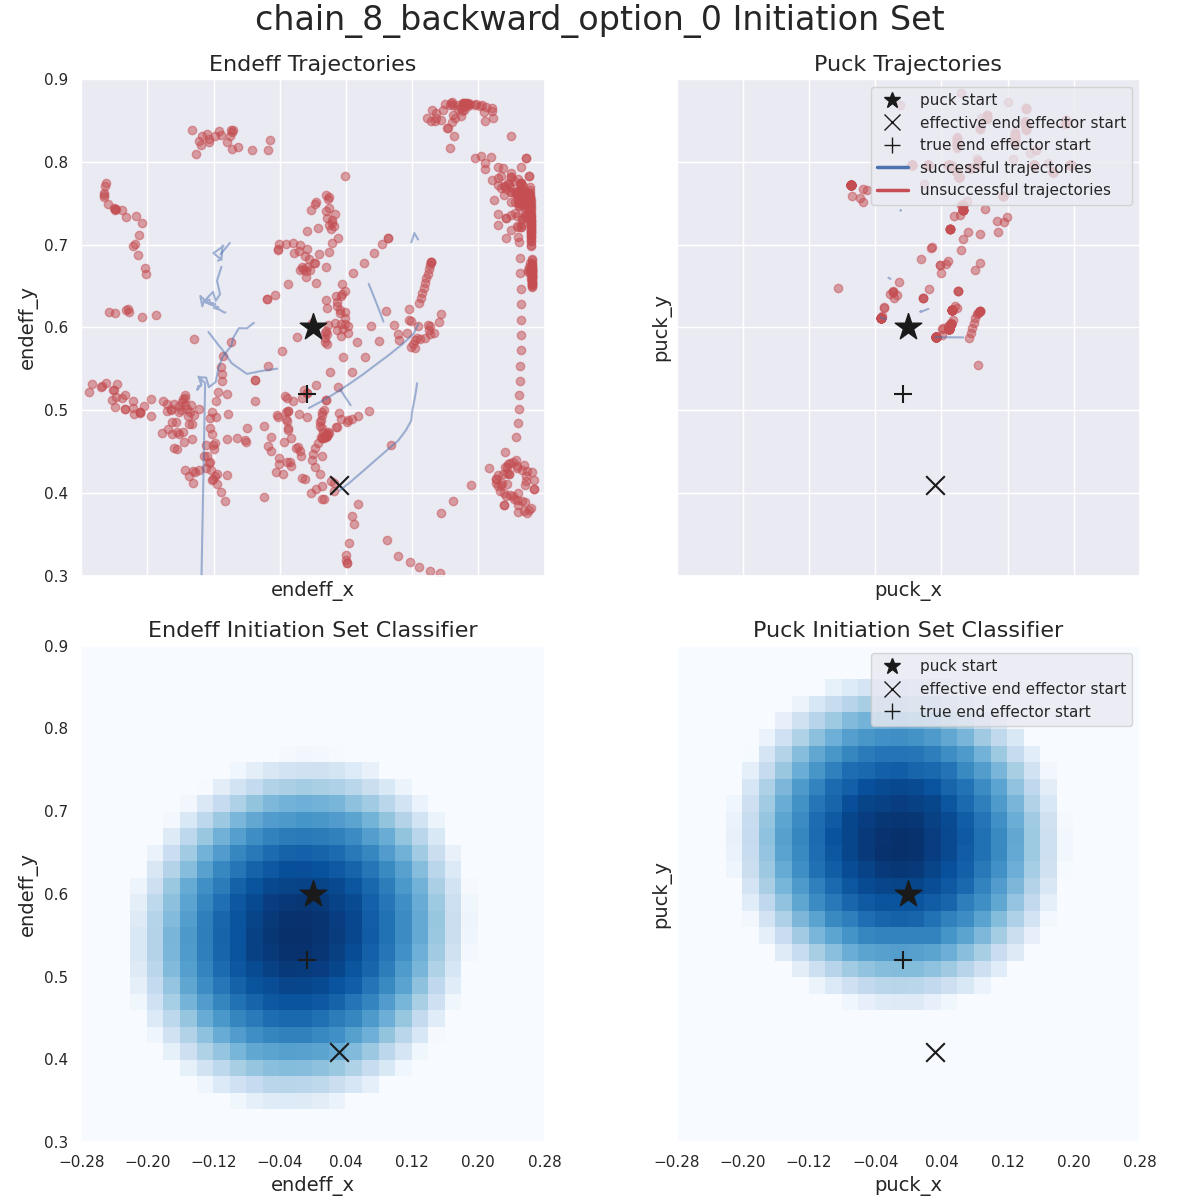 chain_8_backward_option_0 Initiation Set
Endeff Trajectories
0.9
0.8
0.7
0.6
0.5
0.4
0.3
endeff_y
endeff_x
Puck Trajectories
puck start
effective end effector start
true end effector start
successful trajectories
unsuccessful trajectories
puck_y
puck_x
Endeff Initiation Set Classifier
0.9
0.8
0.7
0.6
0.5
0.4
0.3
endeff_y
−0.28 −0.20 −0.12 −0.04 0.04 0.12 0.20 0.28
endeff_x
Puck Initiation Set Classifier
puck start
effective end effector start
true end effector start
puck_y
−0.28 −0.20 −0.12 −0.04 0.04 0.12 0.20 0.28
puck_x